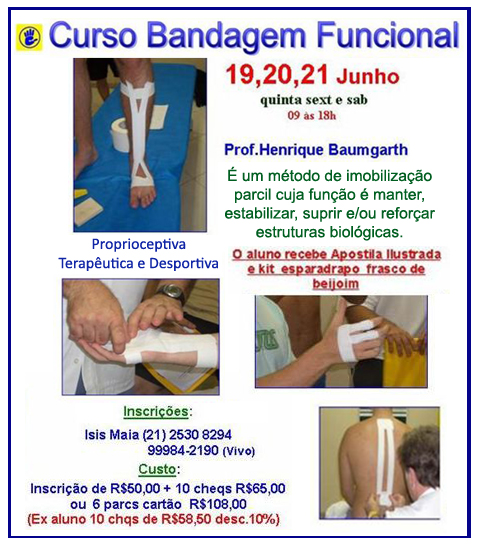 Curso Bandagem Funcional
19,20,21 Junho
quinta sext e sab
09 às 18h
Prof.Henrique Baumgarth
É um método de imobilização
parcil cuja função é manter,
estabilizar, suprir e/ou reforçar
estruturas biológicas.
Proprioceptiva
Terapêutica e Desportiva
O aluno recebe Apostila Ilustrada
e kit esparadrapo frasco de
beijoim
Inscrições:
Isis Maia (21) 2530 8294
99984-2190 (Vivo)
Custo:
Inscrição de R$50,00 + 10 cheqs R$65,00
ou 6 parcs cartão R$108,00
(Ex aluno 10 chqs de R$58,50 desc.10%)